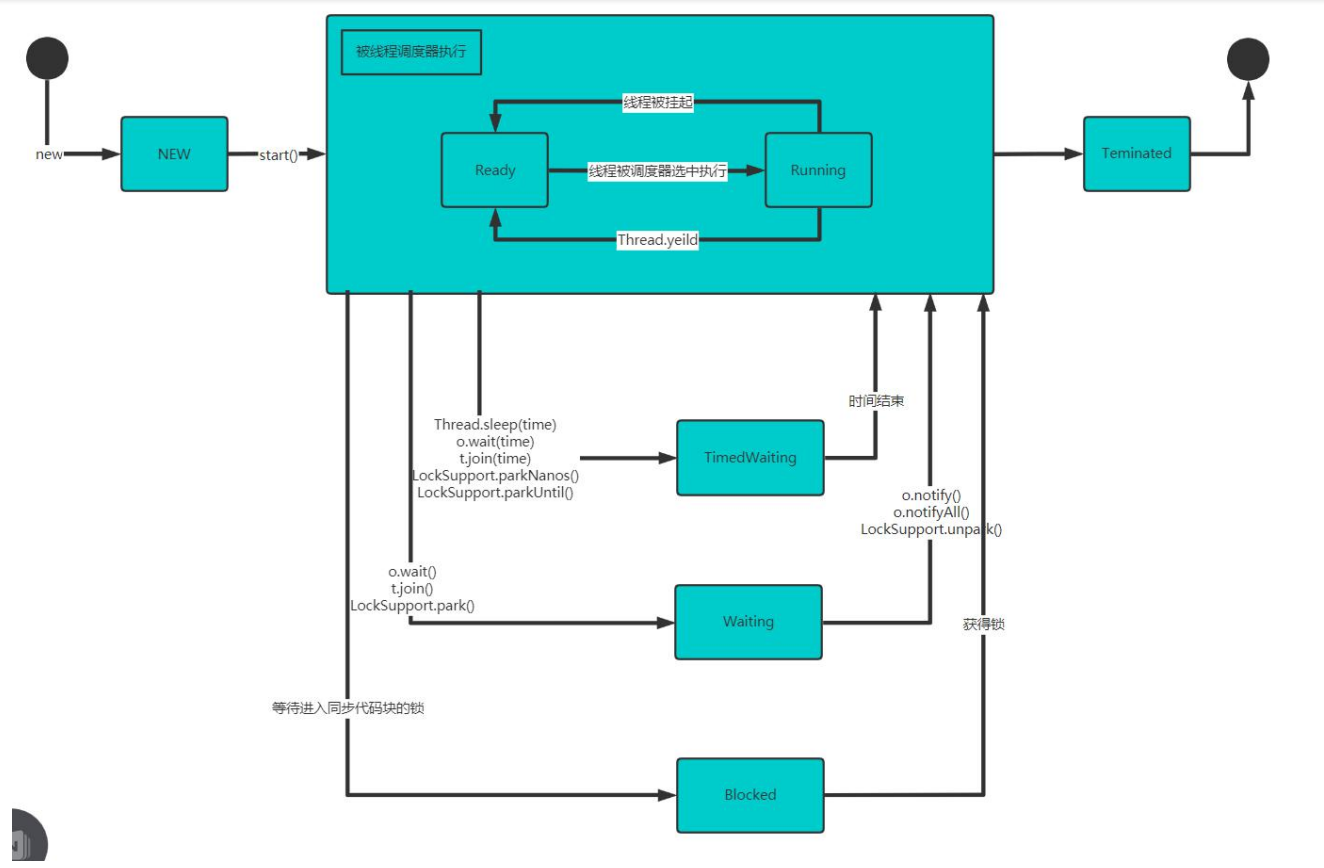 被线程调度器执行
线程被挂起
new
NEW
start()
Ready
线程被调度器选中执行
Running
Teminated
Thread.yeild
时间结束
Thread.sleep(time)
o.wait(time)
t.join(time)
LockSupport.parkNanos()
LockSupport.parkUntil()
TimedWaiting
o.notify()
o.notifyAll()
LockSupport.unpark()
o.wait()
t.join()
LockSupport.park()
Waiting
获得锁
等待进入同步代码块的锁
Blocked